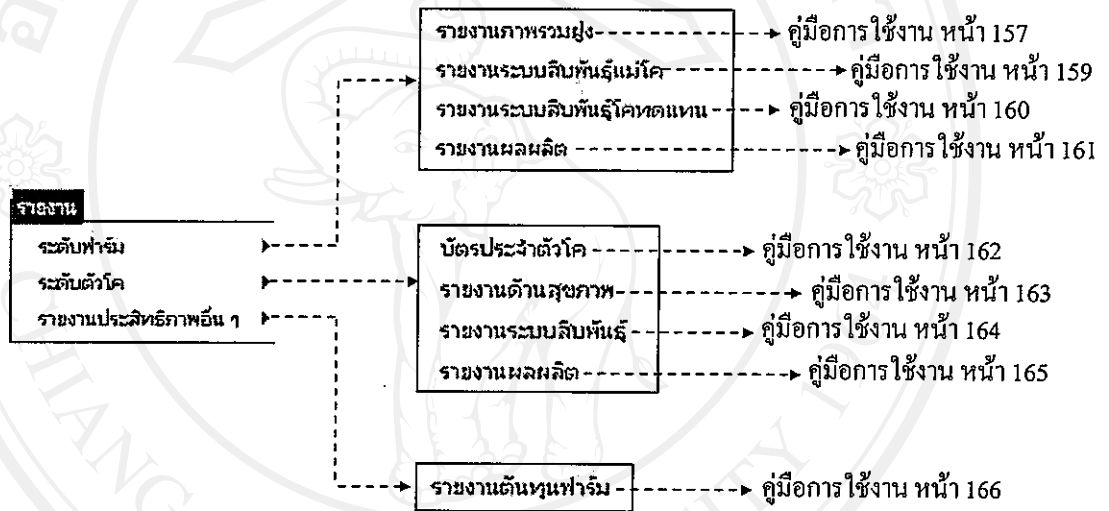 รายงานภาพรวมฝูง คู่มือการใช้งาน หน้า 157
รายงานระบบสืบพันธุ์แม่โค คู่มือการใช้งาน หน้า 159
รายงานระบบสืบพันธุ์โคทดแทน คู่มือการใช้งาน หน้า 160
รายงานผลผลิต คู่มือการใช้งาน หน้า 161
รายงาน
ระดับฟาร์ม
ระดับตัวโค
รายงานประสิทธิภาพอื่น ๆ
บัตรประจำตัวโค คู่มือการใช้งาน หน้า 162
รายงานด้านสุขภาพ คู่มือการใช้งาน หน้า 163
รายงานระบบสืบพันธุ์ คู่มือการใช้งาน หน้า 164
รายงานผลผลิต คู่มือการใช้งาน หน้า 165
รายงานต้นทุนฟาร์ม คู่มือการใช้งาน หน้า 166